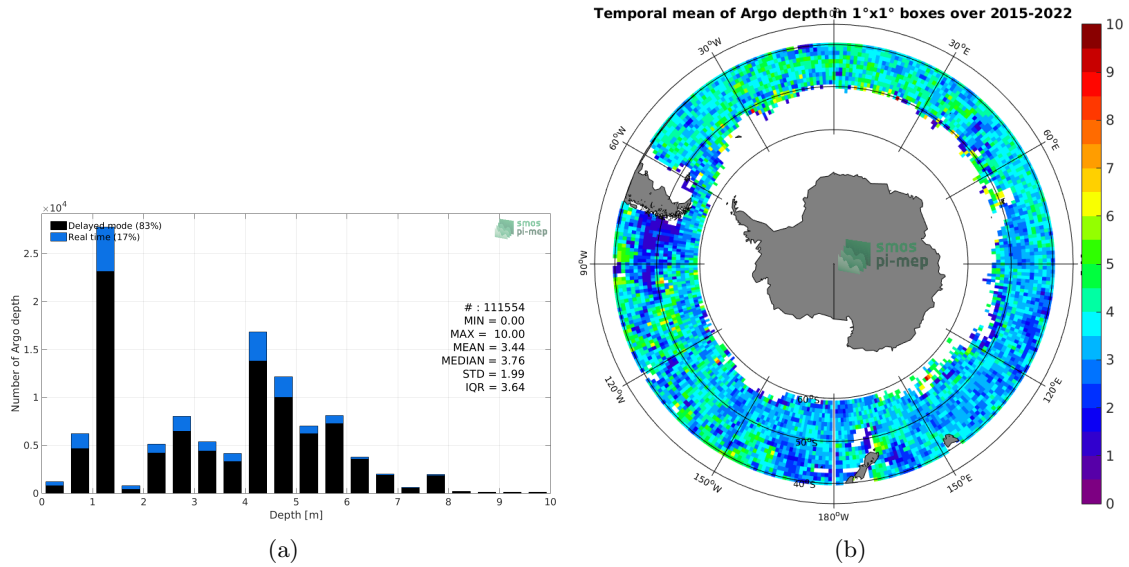 Temporal mean of Argo depth in 1°x1° boxes over 2015-2022
×10⁴
Delayed mode (83%)
Real time (17%)
smos
pi-mep
# : 111554
MIN = 0.00
MAX = 10.00
MEAN = 3.44
MEDIAN = 3.76
STD = 1.99
IQR = 3.64
Number of Argo depth
2.5
2
1.5
1
0.5
0
0 1 2 3 4 5 6 7 8 9 10
Depth [m]
(a)
30°W
30°E
60°W
60°E
90°W
120°W
120°E
150°W
150°E
180°W
60°S
50°S
40°S
smos
pi-mep
10
9
8
7
6
5
4
3
2
1
0
(b)